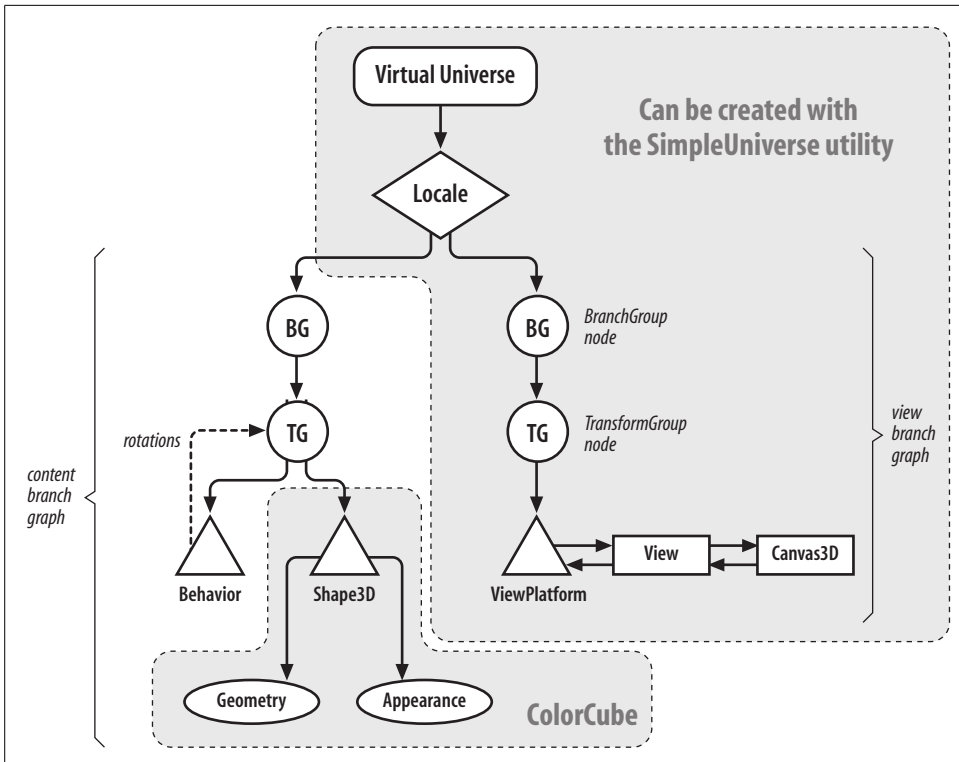 Virtual Universe
Can be created with
the SimpleUniverse utility
Locale
BG
BG
BranchGroup
node
TG
rotations
TG
TransformGroup
node
view
branch
graph
content
branch
graph
Behavior
Shape3D
ViewPlatform
View
Canvas3D
Geometry
Appearance
ColorCube